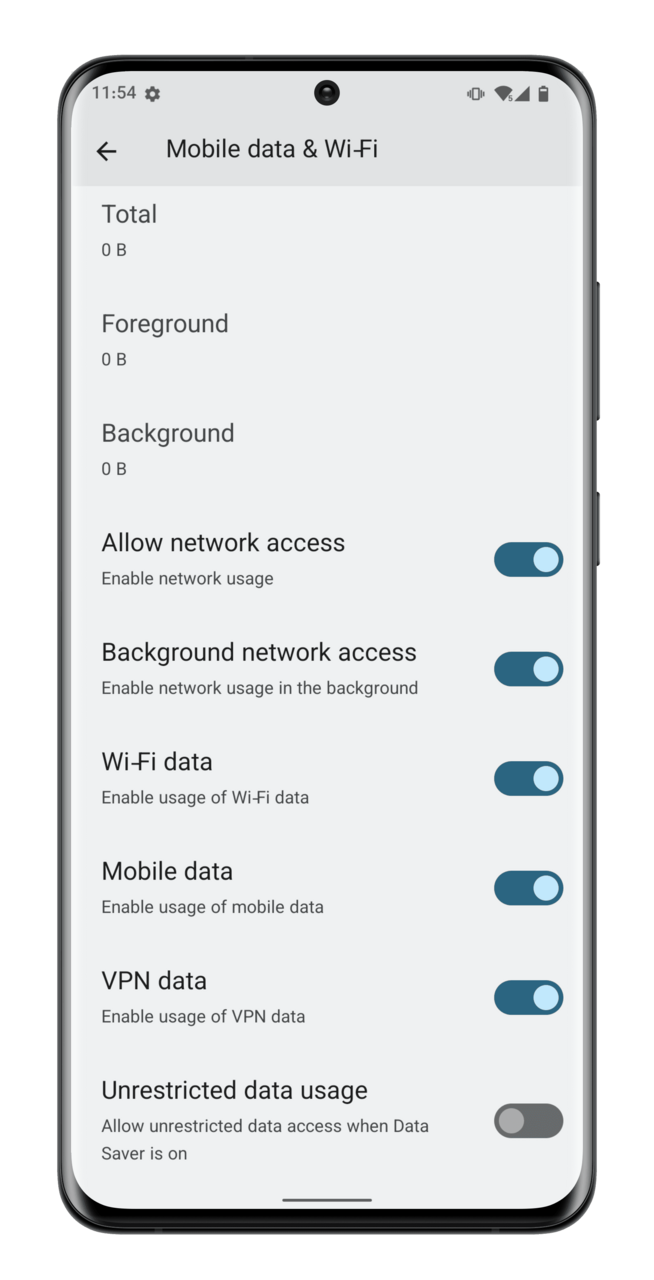 11:54
5
Mobile data & Wi-Fi
Total
0 B
Foreground
0 B
Background
0 B
Allow network access
Enable network usage
Background network access
Enable network usage in the background
Wi-Fi data
Enable usage of Wi-Fi data
Mobile data
Enable usage of mobile data
VPN data
Enable usage of VPN data
Unrestricted data usage
Allow unrestricted data access when Data
Saver is on